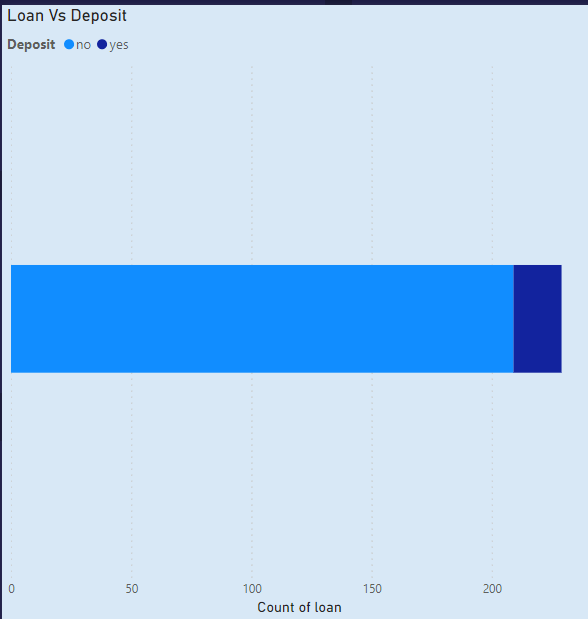 Loan Vs Deposit
Deposit no yes
0 50 100 150 200
Count of loan